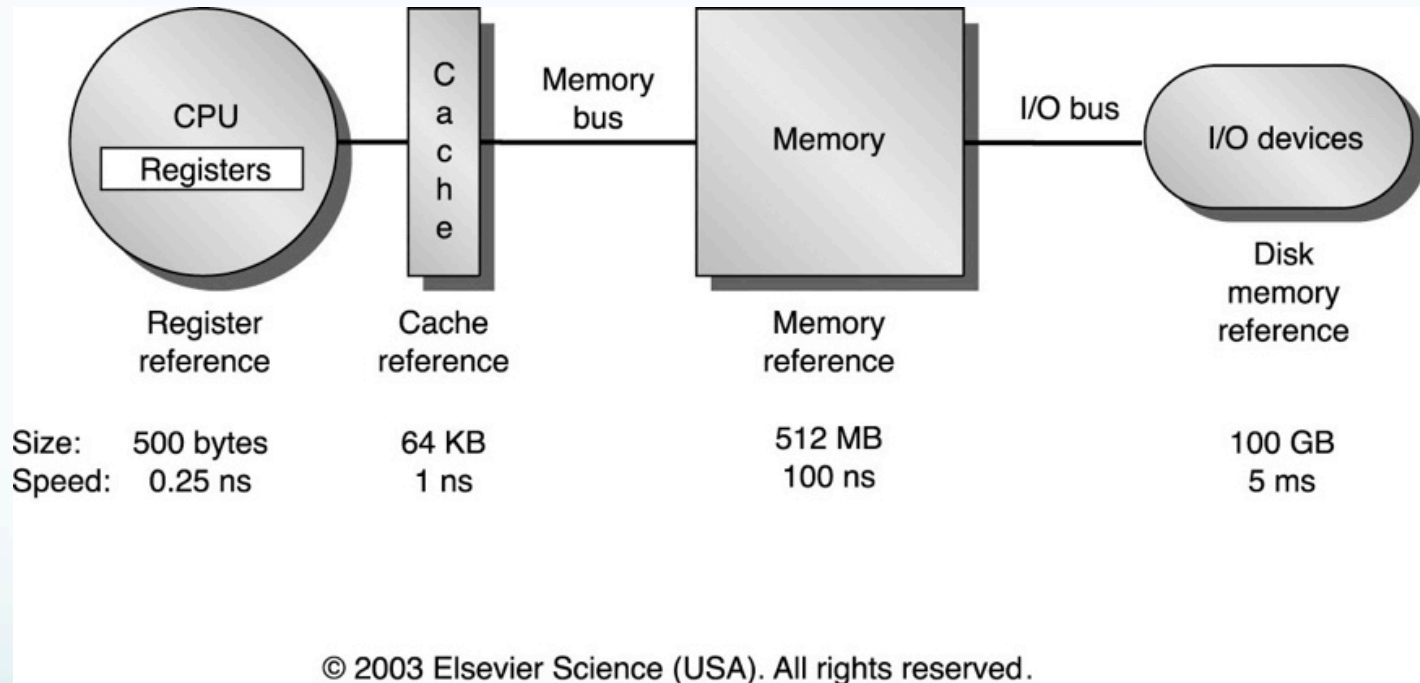 CPU
Registers
C
a
c
h
e
Memory
bus
Memory
I/O bus
I/O devices
Register
reference
Cache
reference
Memory
reference
Disk
memory
reference
Size: 500 bytes 64 KB 512 MB 100 GB
Speed: 0.25 ns 1 ns 100 ns 5 ms
© 2003 Elsevier Science (USA). All rights reserved.